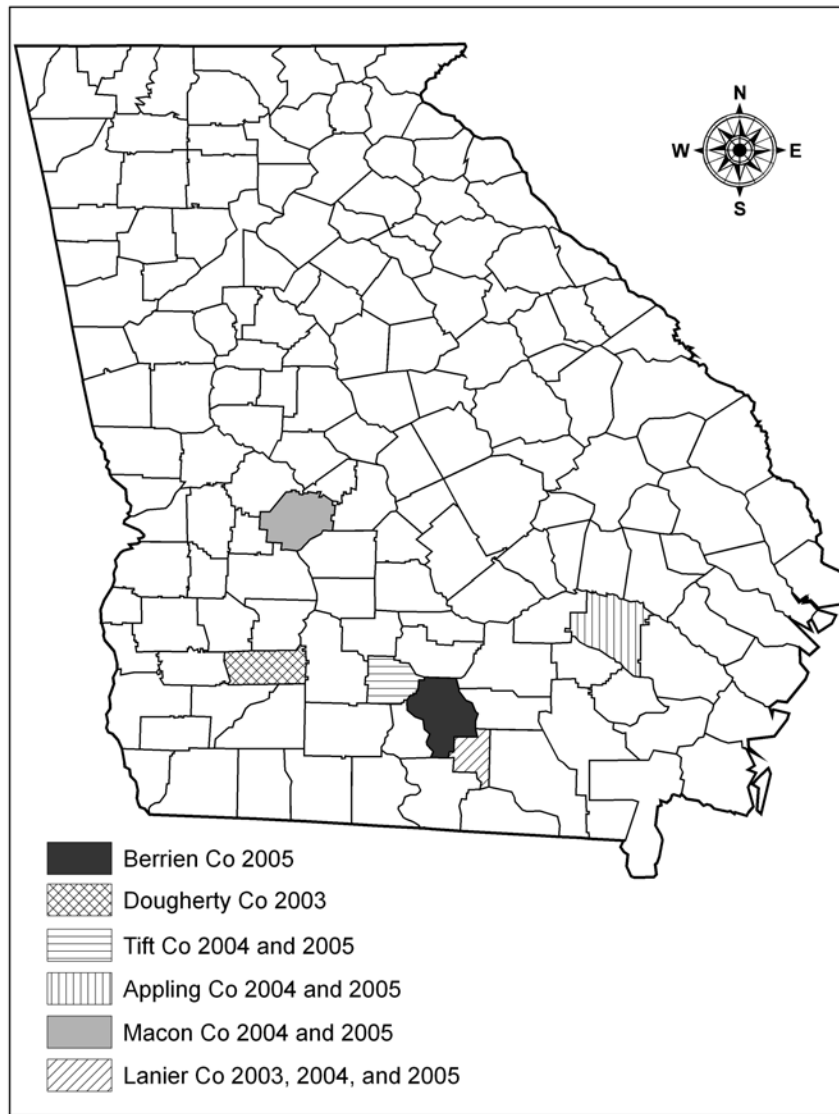 N
W E
S
Berrien Co 2005
Dougherty Co 2003
Tift Co 2004 and 2005
Appling Co 2004 and 2005
Macon Co 2004 and 2005
Lanier Co 2003, 2004, and 2005